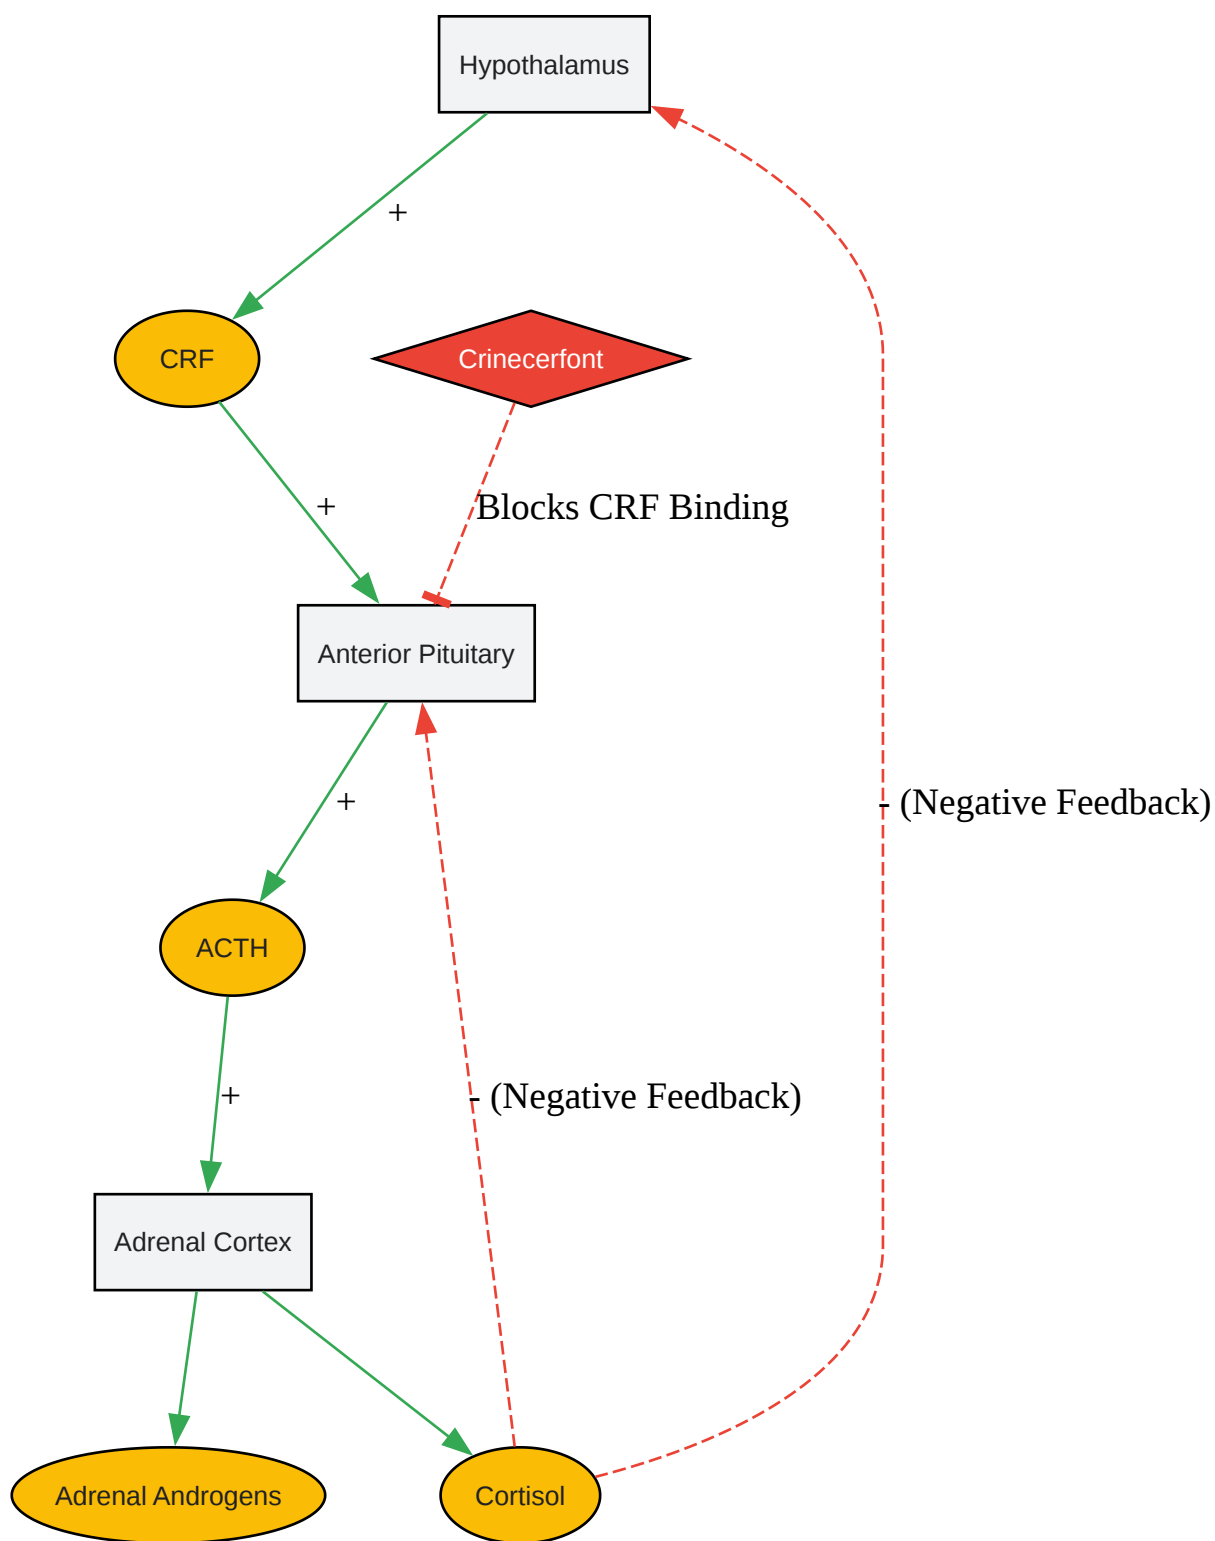 Hypothalamus
+
CRF
Crinecerfont
+
Blocks CRF Binding
Anterior Pituitary
+
- (Negative Feedback)
ACTH
+
- (Negative Feedback)
Adrenal Cortex
Adrenal Androgens
Cortisol